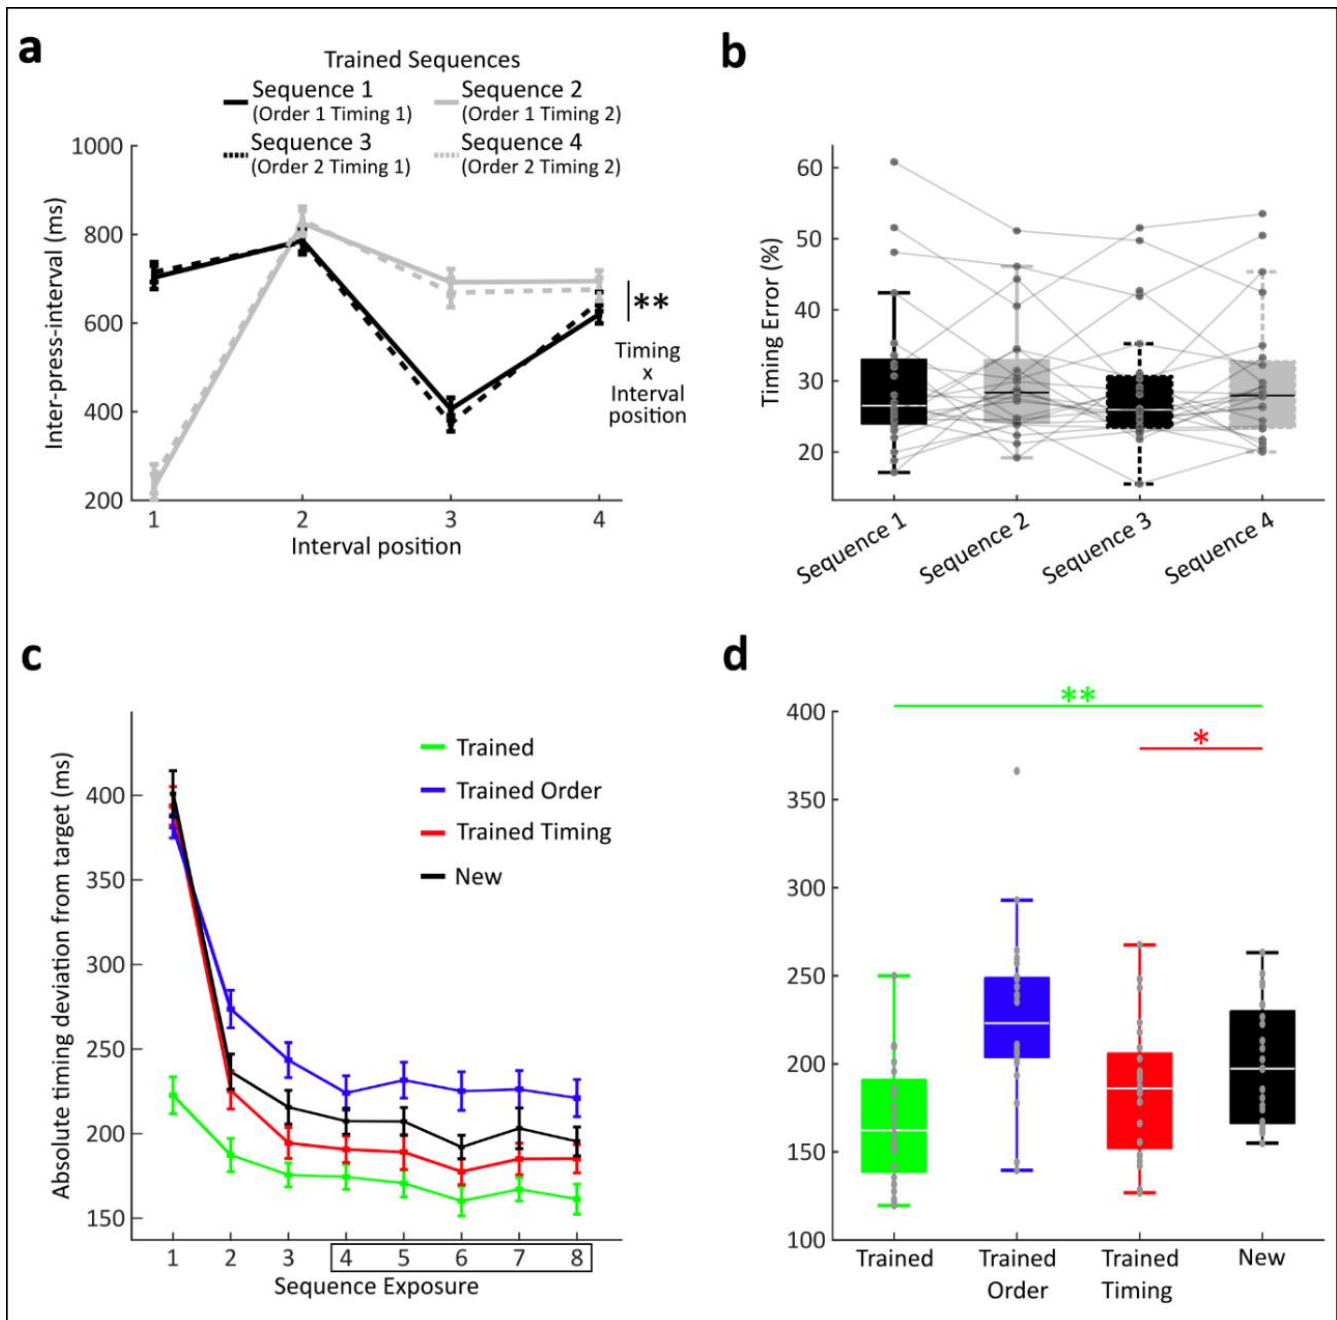 a
Trained Sequences
Sequence 1
(Order 1 Timing 1)
Sequence 2
(Order 1 Timing 2)
Sequence 3
(Order 2 Timing 1)
Sequence 4
(Order 2 Timing 2)
Inter-press-interval (ms)
1000
800
600
400
200
**
Timing
x
Interval
position
1 2 3 4
Interval position
b
Timing Error (%)
60
50
40
30
20
Sequence 1
Sequence 2
Sequence 3
Sequence 4
c
Absolute timing deviation from target (ms)
400
350
300
250
200
150
Trained
Trained Order
Trained Timing
New
1 2 3 4 5 6 7 8
Sequence Exposure
d
400
350
300
250
200
150
100
**
*
Trained
Trained
Order
Trained
Timing
New